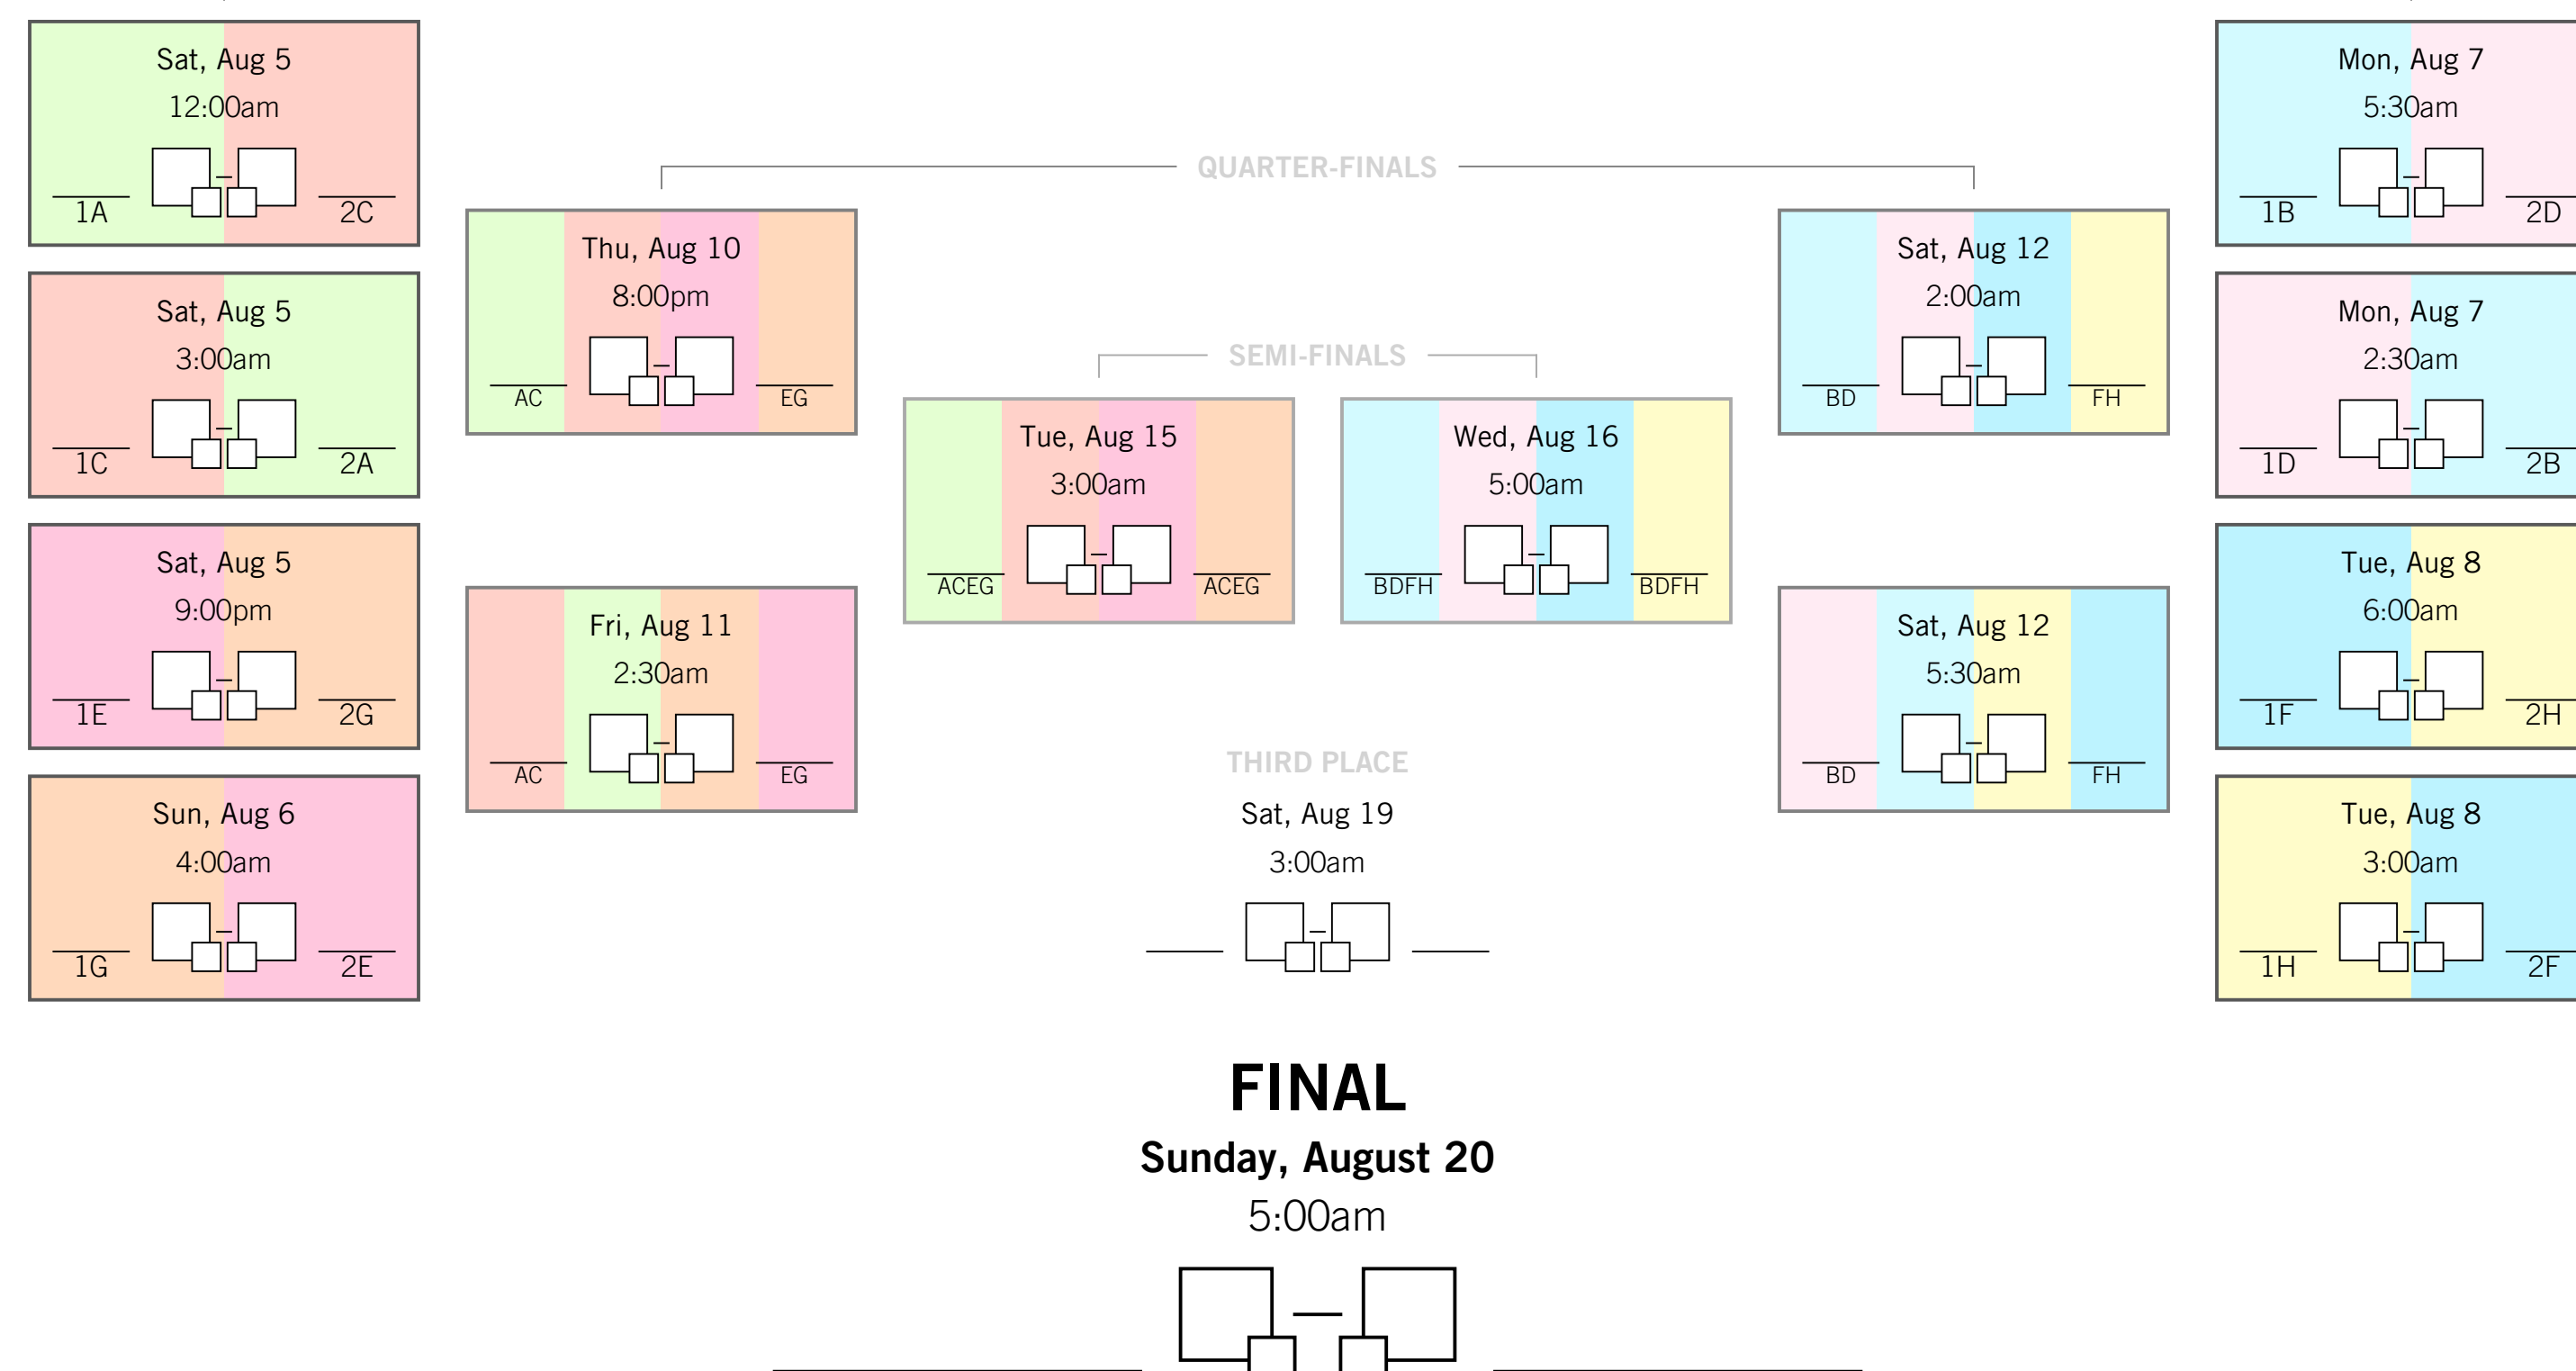 Sat, Aug 5
12:00am
1A
2C
Sat, Aug 5
3:00am
1C
2A
Sat, Aug 5
9:00pm
1E
2G
Sun, Aug 6
4:00am
1G
2E
QUARTER-FINALS
Thu, Aug 10
8:00pm
AC
EG
Fri, Aug 11
2:30am
AC
EG
SEMI-FINALS
Tue, Aug 15
3:00am
ACEG
ACEG
Wed, Aug 16
5:00am
BDFH
BDFH
Sat, Aug 12
2:00am
BD
FH
Sat, Aug 12
5:30am
BD
FH
Mon, Aug 7
5:30am
1B
2D
Mon, Aug 7
2:30am
1D
2B
Tue, Aug 8
6:00am
1F
2H
Tue, Aug 8
3:00am
1H
2F
THIRD PLACE
Sat, Aug 19
3:00am
FINAL
Sunday, August 20
5:00am